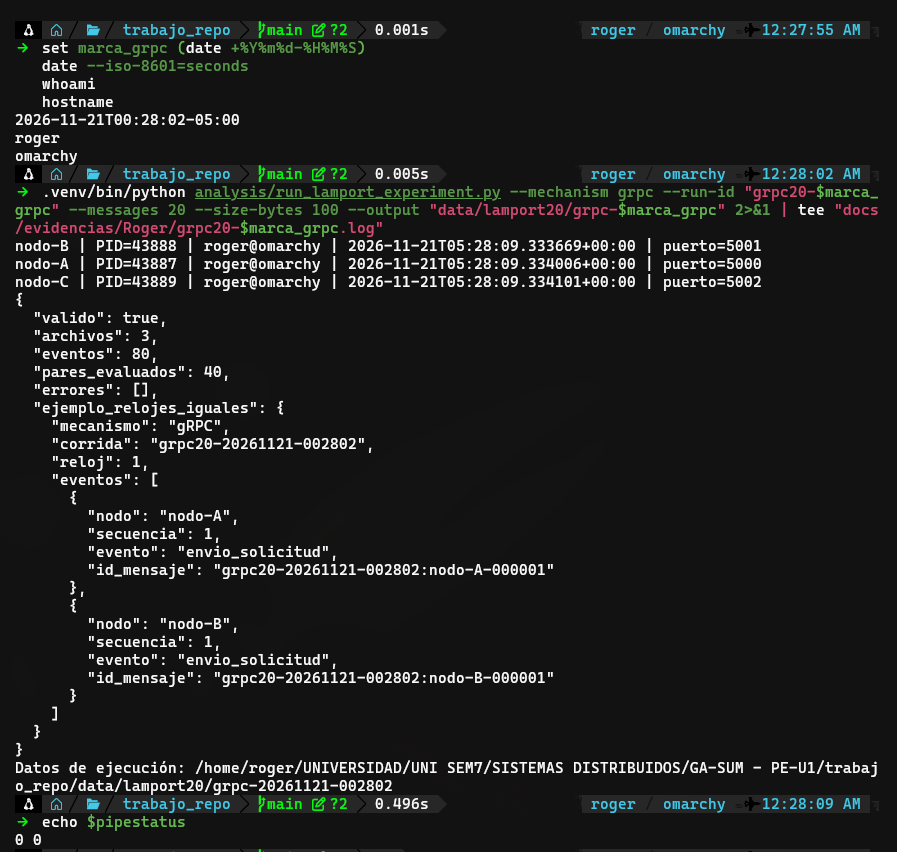 trabajo_repo main ?2 0.001s roger / omarchy 12:27:55 AM
→ set marca_grpc (date +%Y%m%d-%H%M%S)
date --iso-8601=seconds
whoami
hostname
2026-11-21T00:28:02-05:00
roger
omarchy
trabajo_repo main ?2 0.005s roger / omarchy 12:28:02 AM
→ .venv/bin/python analysis/run_lamport_experiment.py --mechanism grpc --run-id "grpc20-$marca_
grpc" --messages 20 --size-bytes 100 --output "data/lamport20/grpc-$marca_grpc" 2>&1 | tee "docs
/evidencias/Roger/grpc20-$marca_grpc.log"
nodo-B | PID=43888 | roger@omarchy | 2026-11-21T05:28:09.333669+00:00 | puerto=5001
nodo-A | PID=43887 | roger@omarchy | 2026-11-21T05:28:09.334006+00:00 | puerto=5000
nodo-C | PID=43889 | roger@omarchy | 2026-11-21T05:28:09.334101+00:00 | puerto=5002
{
"valido": true,
"archivos": 3,
"eventos": 80,
"pares_evaluados": 40,
"errores": [],
"ejemplo_relojes_iguales": {
"mecanismo": "gRPC",
"corrida": "grpc20-20261121-002802",
"reloj": 1,
"eventos": [
{
"nodo": "nodo-A",
"secuencia": 1,
"evento": "envio_solicitud",
"id_mensaje": "grpc20-20261121-002802:nodo-A-000001"
},
{
"nodo": "nodo-B",
"secuencia": 1,
"evento": "envio_solicitud",
"id_mensaje": "grpc20-20261121-002802:nodo-B-000001"
}
]
}
}
Datos de ejecución: /home/roger/UNIVERSIDAD/UNI SEM7/SISTEMAS DISTRIBUIDOS/GA-SUM - PE-U1/trabaj
o_repo/data/lamport20/grpc-20261121-002802
trabajo_repo main ?2 0.496s roger / omarchy 12:28:09 AM
→ echo $pipestatus
0 0